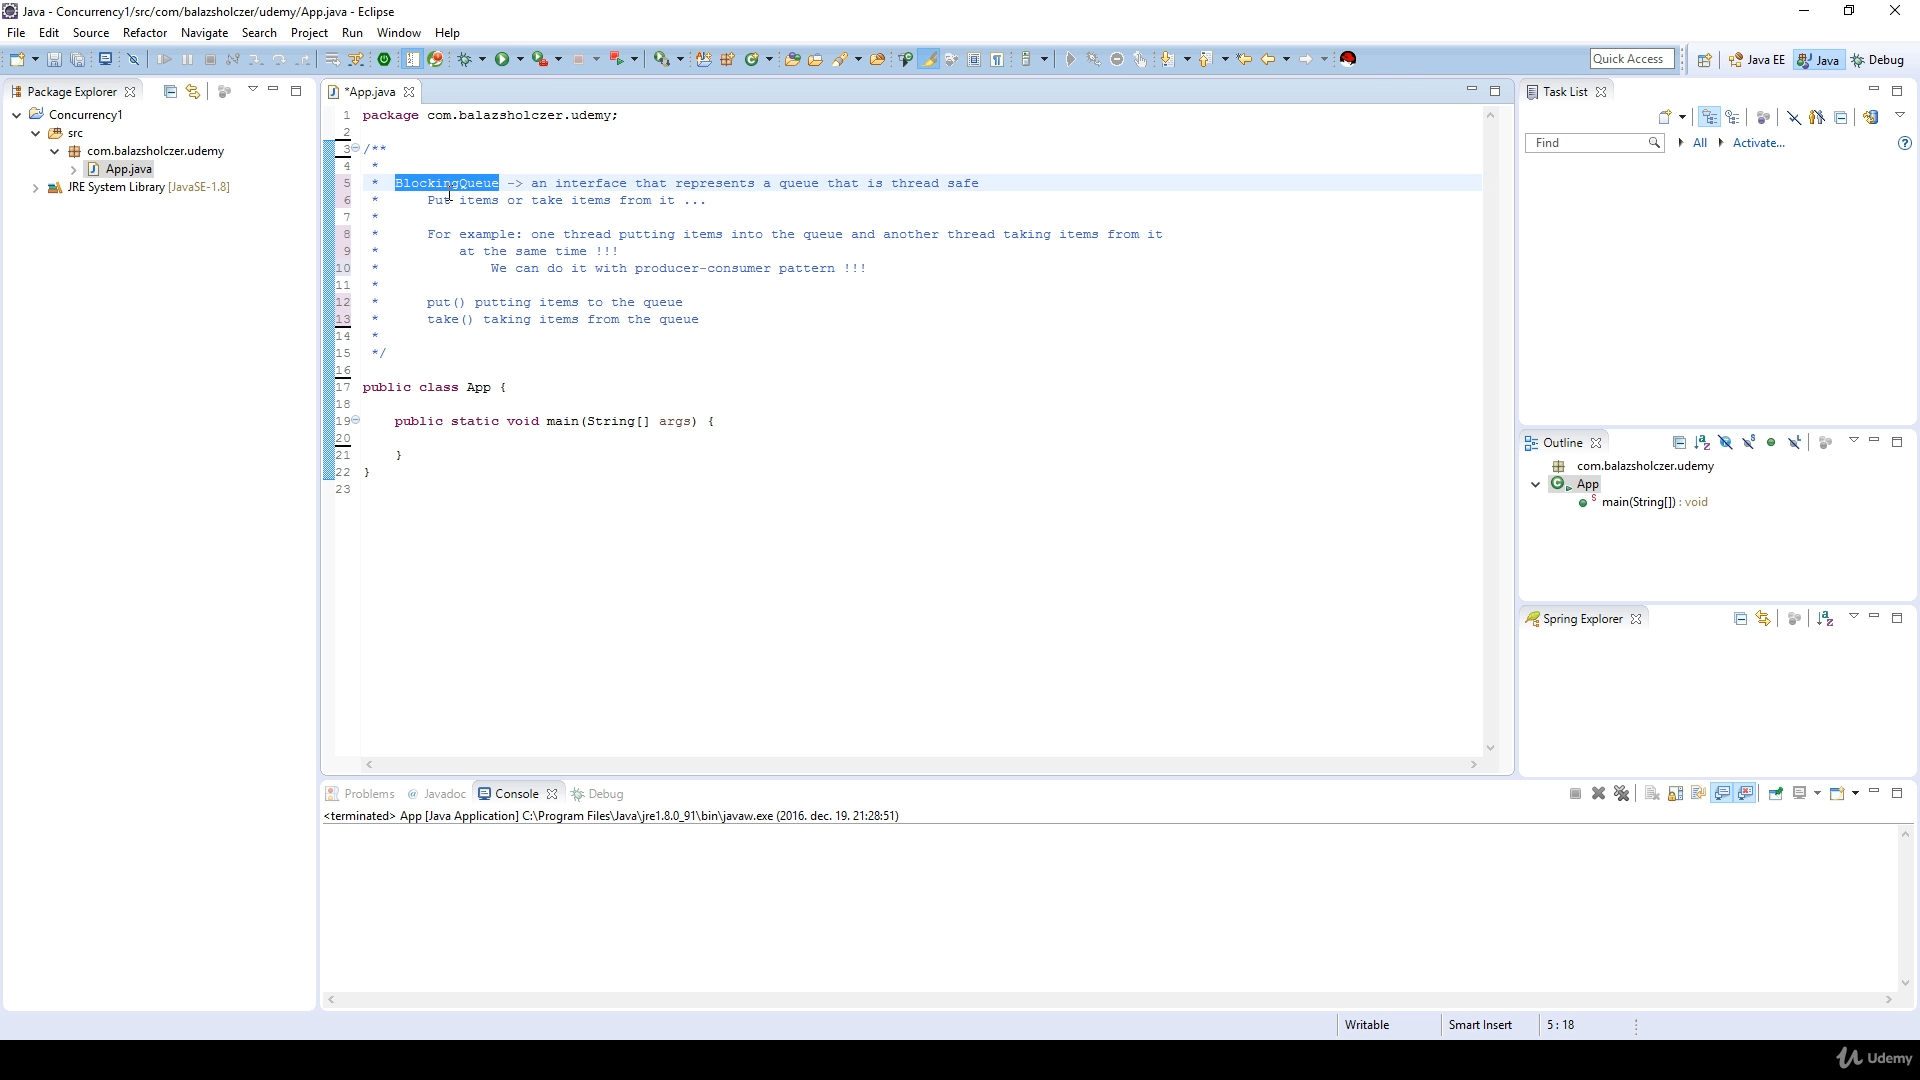 Java - Concurrency1/src/com/balazsholczer/udemy/App.java - Eclipse
File Edit Source Refactor Navigate Search Project Run Window Help
Quick Access
Java EE
Java
Debug
Package Explorer
Concurrency1
src
com.balazsholczer.udemy
App.java
JRE System Library [JavaSE-1.8]
*App.java
1 package com.balazsholczer.udemy;
2
3 /**
4 *
5 * BlockingQueue -> an interface that represents a queue that is thread safe
6 * Put items or take items from it ...
7 *
8 * For example: one thread putting items into the queue and another thread taking items from it
9 * at the same time !!!
10 * We can do it with producer-consumer pattern !!!
11 *
12 * put() putting items to the queue
13 * take() taking items from the queue
14 *
15 */
16
17 public class App {
18
19 public static void main(String[] args) {
20
21 }
22 }
23
Task List
Find
All
Activate...
Outline
com.balazsholczer.udemy
App
main(String[]) : void
Spring Explorer
Problems
Javadoc
Console
Debug
<terminated> App [Java Application] C:\Program Files\Java\jre1.8.0_91\bin\javaw.exe (2016. dec. 19. 21:28:51)
Writable
Smart Insert
5 : 18
Udemy